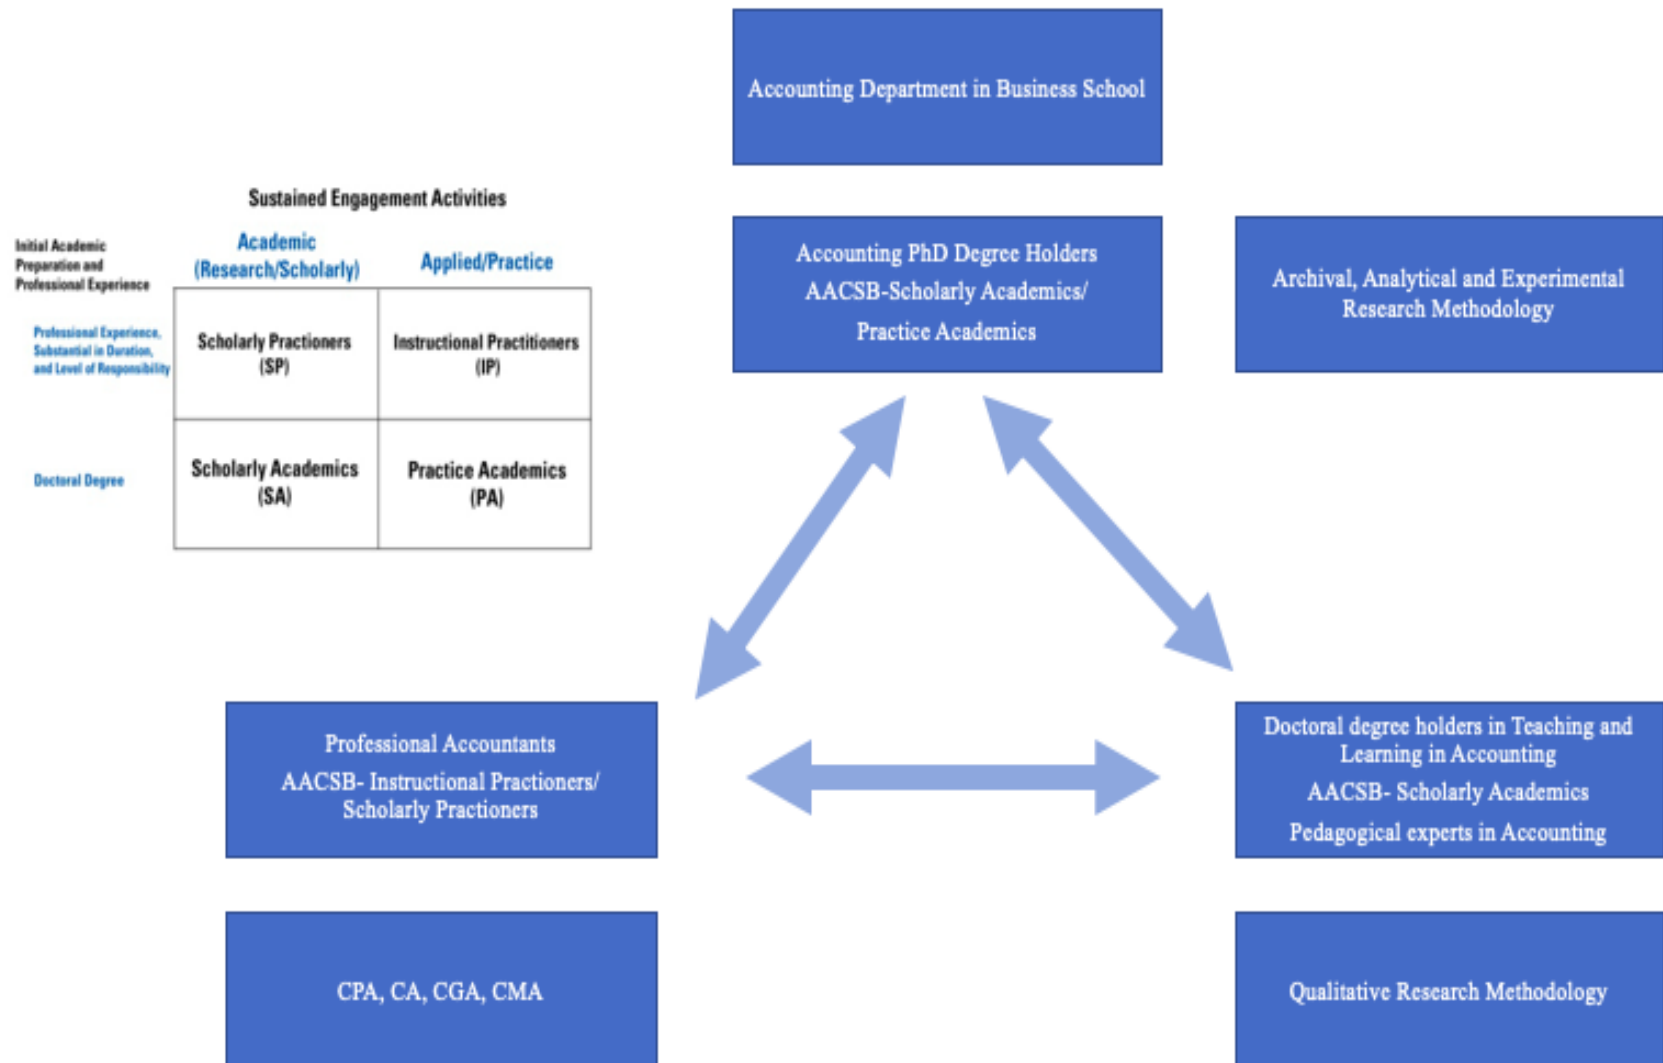 Accounting Department in Business School
Sustained Engagement Activities
Initial Academic
Preparation and
Professional Experience
Academic
(Research/Scholarly)
Applied/Practice
Professional Experience,
Substantial in Duration,
and Level of Responsibility
Scholarly Practioners
(SP)
Instructional Practitioners
(IP)
Doctoral Degree
Scholarly Academics
(SA)
Practice Academics
(PA)
Accounting PhD Degree Holders
AACSB-Scholarly Academics/
Practice Academics
Archival, Analytical and Experimental
Research Methodology
Professional Accountants
AACSB- Instructional Practioners/
Scholarly Practioners
Doctoral degree holders in Teaching and
Learning in Accounting
AACSB- Scholarly Academics
Pedagogical experts in Accounting
CPA, CA, CGA, CMA
Qualitative Research Methodology